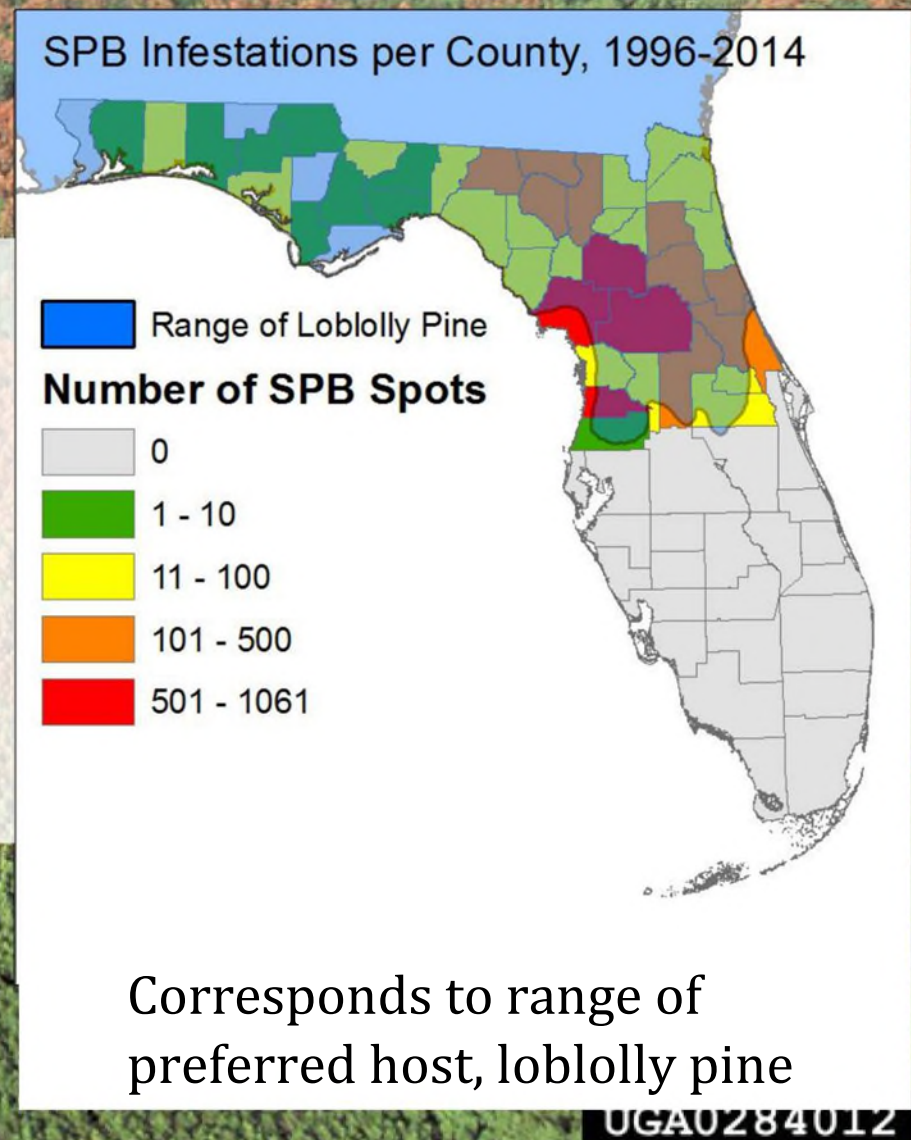 SPB Infestations per County, 1996-2014
Range of Loblolly Pine
Number of SPB Spots
0
1 - 10
11 - 100
101 - 500
501 - 1061
Corresponds to range of
preferred host, loblolly pine
UGA0284012